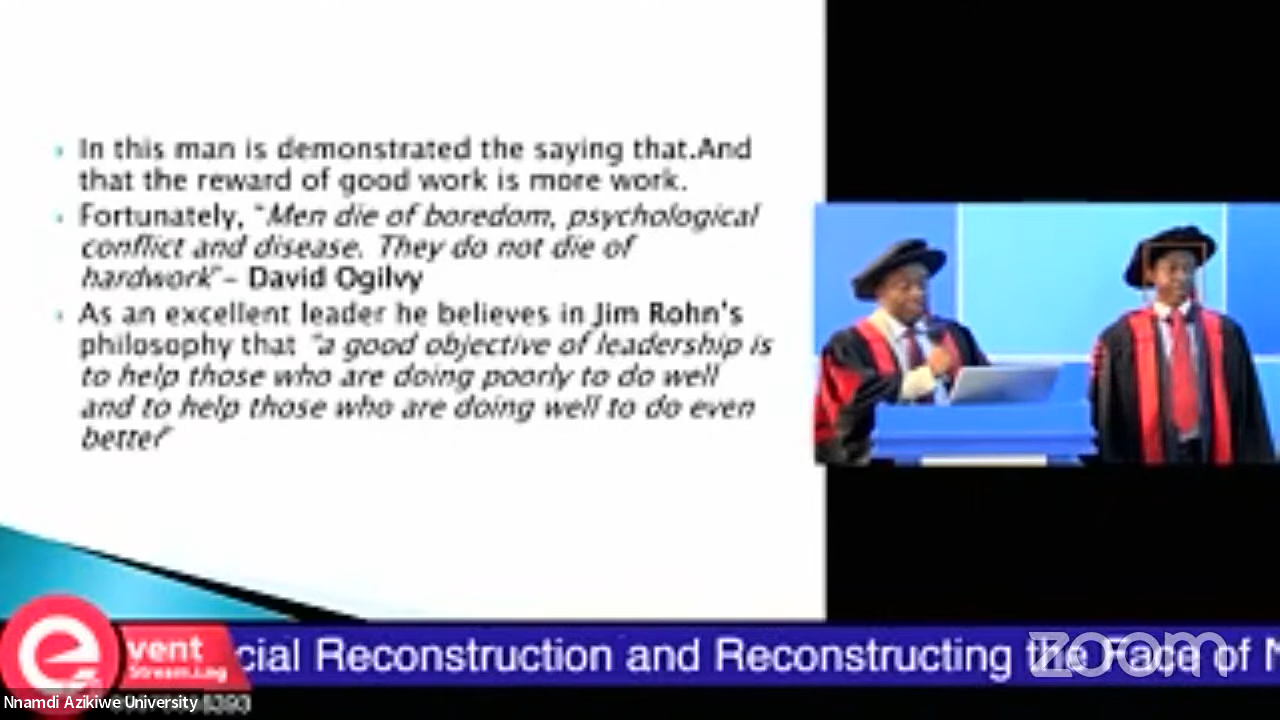 In this man is demonstrated the saying that.And
that the reward of good work is more work.
Fortunately, "Men die of boredom, psychological
conflict and disease. They do not die of
hardwork"– David Ogilvy
As an excellent leader he believes in Jim Rohn's
philosophy that "a good objective of leadership is
to help those who are doing poorly to do well
and to help those who are doing well to do even
better"
event
Stream.Lag
cial Reconstruction and Reconstructing the Face of N
zoom
Nnamdi Azikiwe University